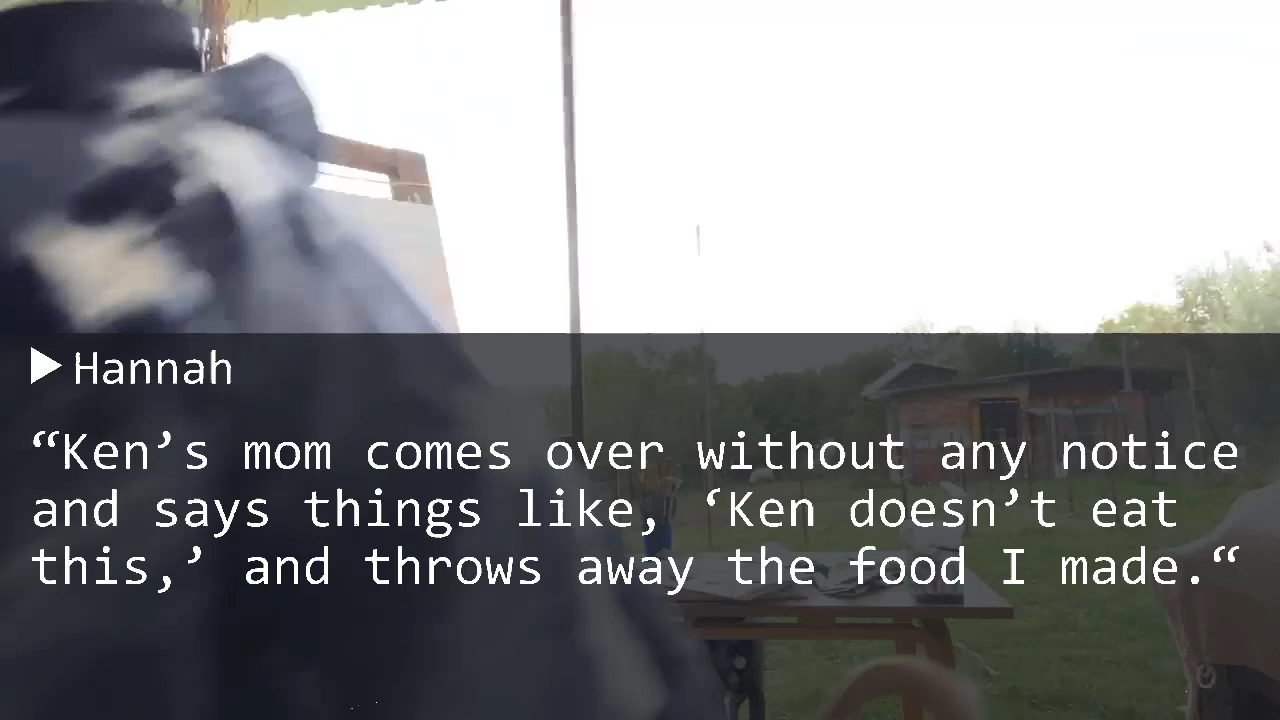 Hannah
“Ken’s mom comes over without any notice
and says things like, ‘Ken doesn’t eat
this,’ and throws away the food I made.“